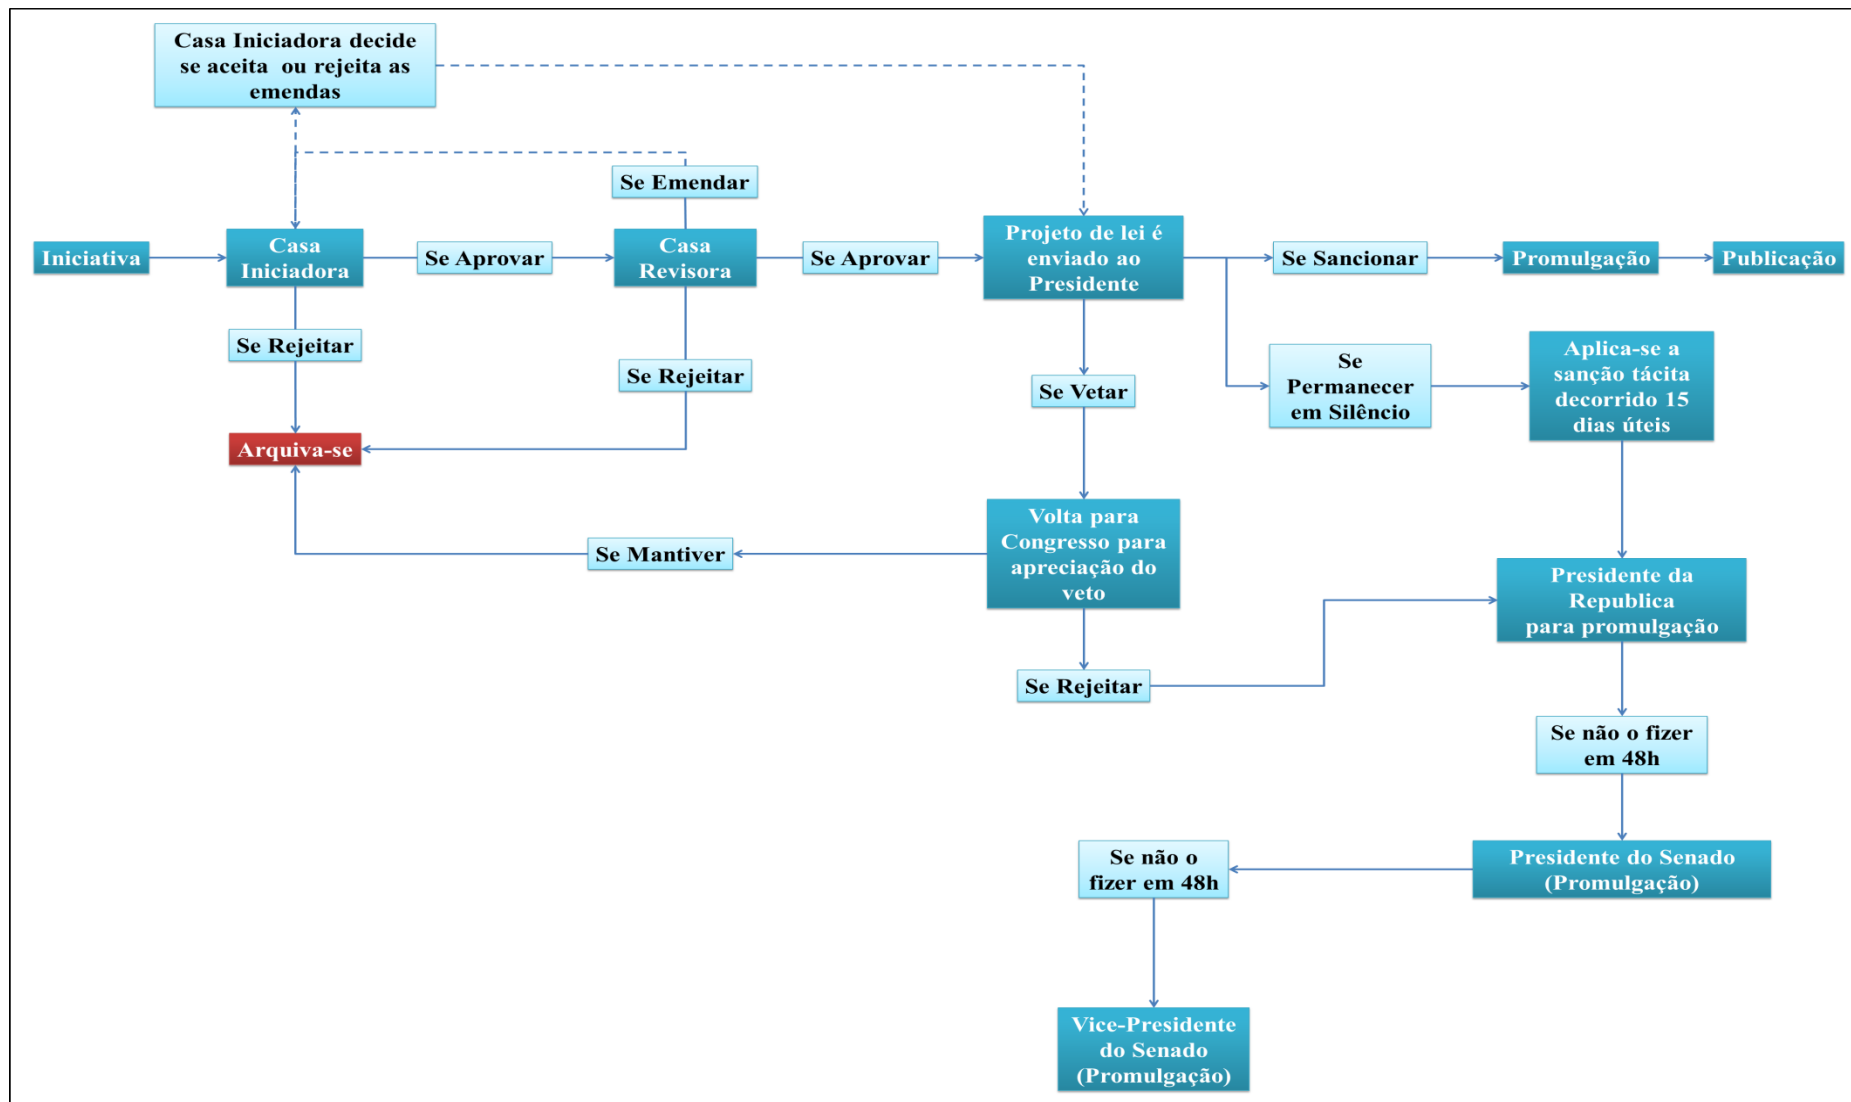 Casa Iniciadora decide
se aceita ou rejeita as
emendas
Se Emendar
Iniciativa
Casa
Iniciadora
Se Aprovar
Casa
Revisora
Se Aprovar
Projeto de lei é
enviado ao
Presidente
Se Sancionar
Promulgação
Publicação
Se Rejeitar
Se Rejeitar
Se Vetar
Se
Permanecer
em Silêncio
Aplica-se a
sanção tácita
decorrido 15
dias úteis
Arquiva-se
Se Mantiver
Volta para
Congresso para
apreciação do
veto
Presidente da
Republica
para promulgação
Se Rejeitar
Se não o fizer
em 48h
Presidente do Senado
(Promulgação)
Se não o
fizer em 48h
Vice-Presidente
do Senado
(Promulgação)